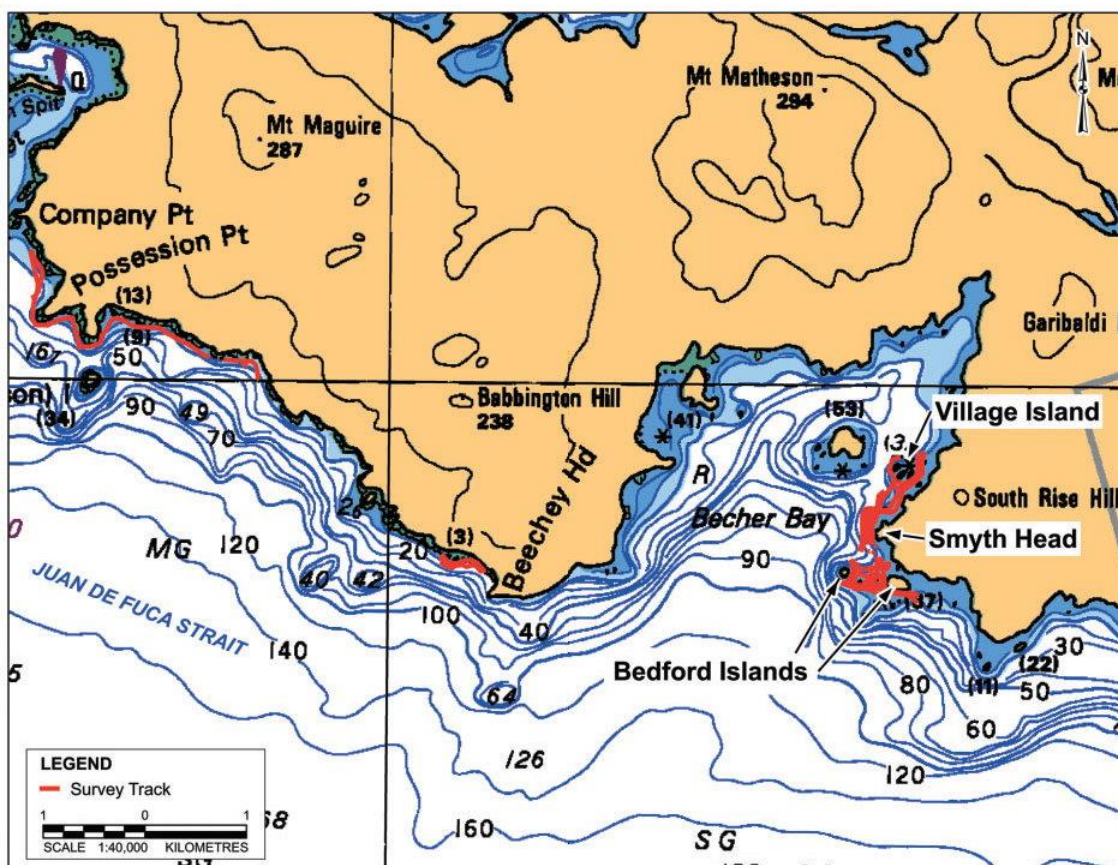 N
Mt Matheson
294
Mt Maguire
287
Q
Spit
Company Pt
Possession Pt
(13)
(9)
50
167
(34)
90
49
70
Babbington Hill
238
Garibaldi
(41)
(53)
(3
Village Island
R
South Rise Hill
Becher Bay
Smyth Head
Beechey Hd
(3)
20
MG
120
40
42
100
40
90
(37)
JUAN DE FUCA STRAIT
140
Bedford Islands
64
30
(22)
(11)
50
80
60
126
120
160
SG
LEGEND
Survey Track
1 0 1
SCALE 1:40,000 KILOMETRES
68